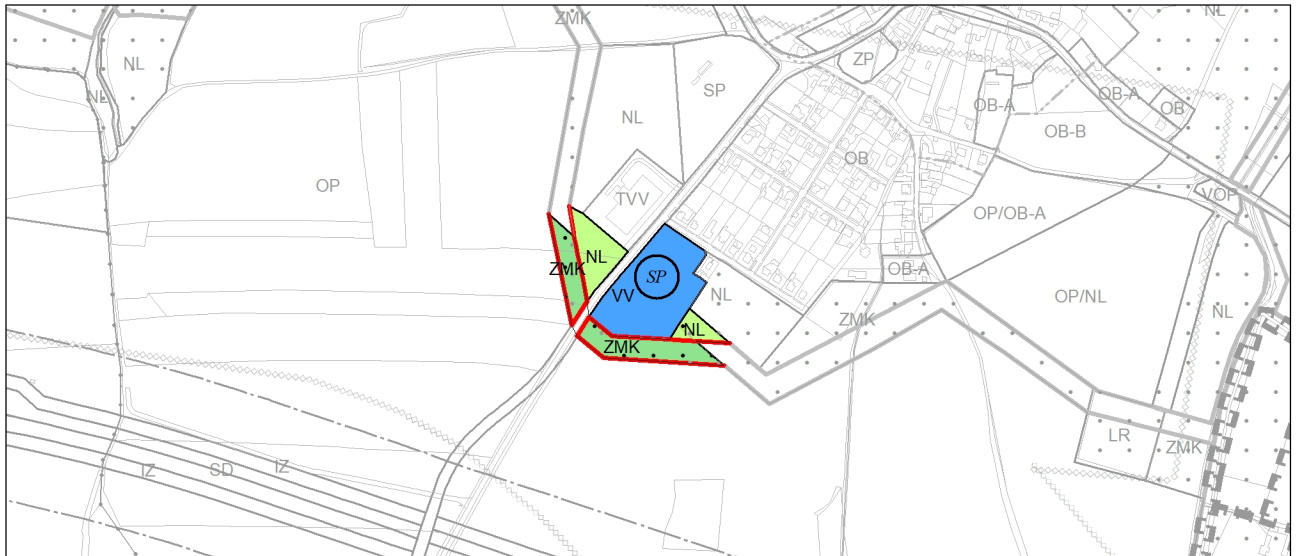 NL
ZMK
NL
NL
NL
SP
ZP
OB-A
OB-A
OB
OB-B
NL
OP
OB
TVV
VOP
OP/OB-A
NL
ZMK
SP
VV
NL
OB-A
OP/NL
NL
ZMK
NL
ZMK
LR
ZMK
IZ
SD
IZ